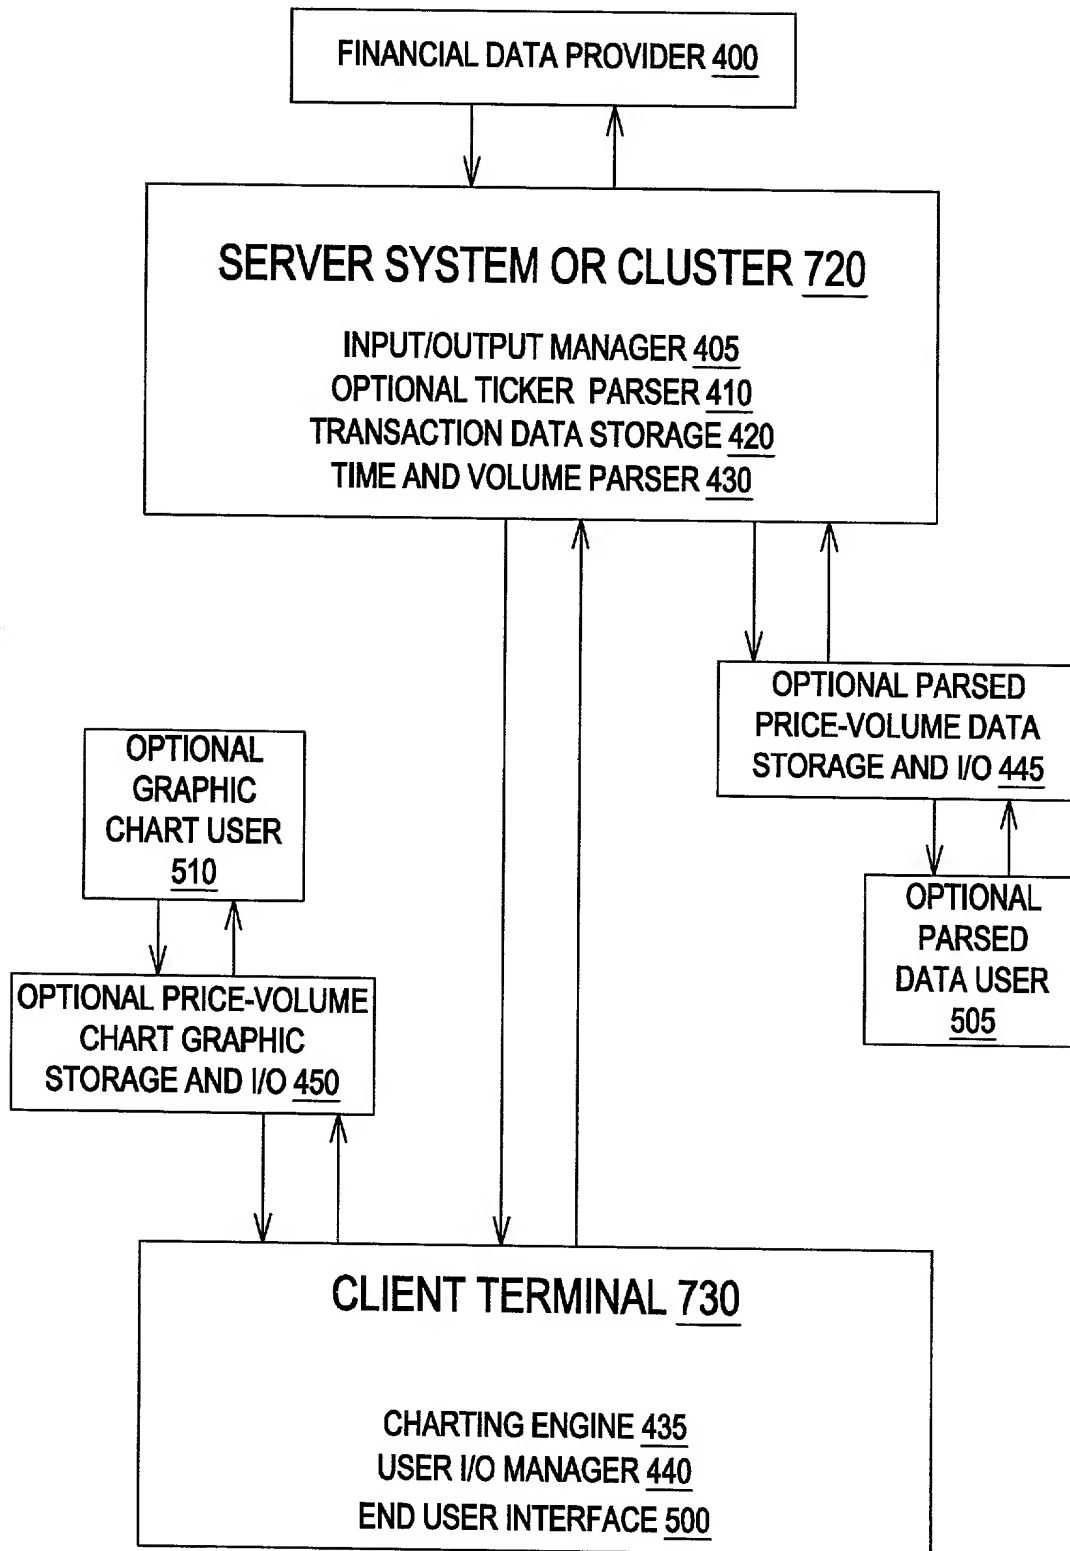 FINANCIAL DATA PROVIDER 400
SERVER SYSTEM OR CLUSTER 720
INPUT/OUTPUT MANAGER 405
OPTIONAL TICKER PARSER 410
TRANSACTION DATA STORAGE 420
TIME AND VOLUME PARSER 430
OPTIONAL PARSED
PRICE-VOLUME DATA
STORAGE AND I/O 445
OPTIONAL
GRAPHIC
CHART USER
510
OPTIONAL
PARSED
DATA USER
505
OPTIONAL PRICE-VOLUME
CHART GRAPHIC
STORAGE AND I/O 450
CLIENT TERMINAL 730
CHARTING ENGINE 435
USER I/O MANAGER 440
END USER INTERFACE 500